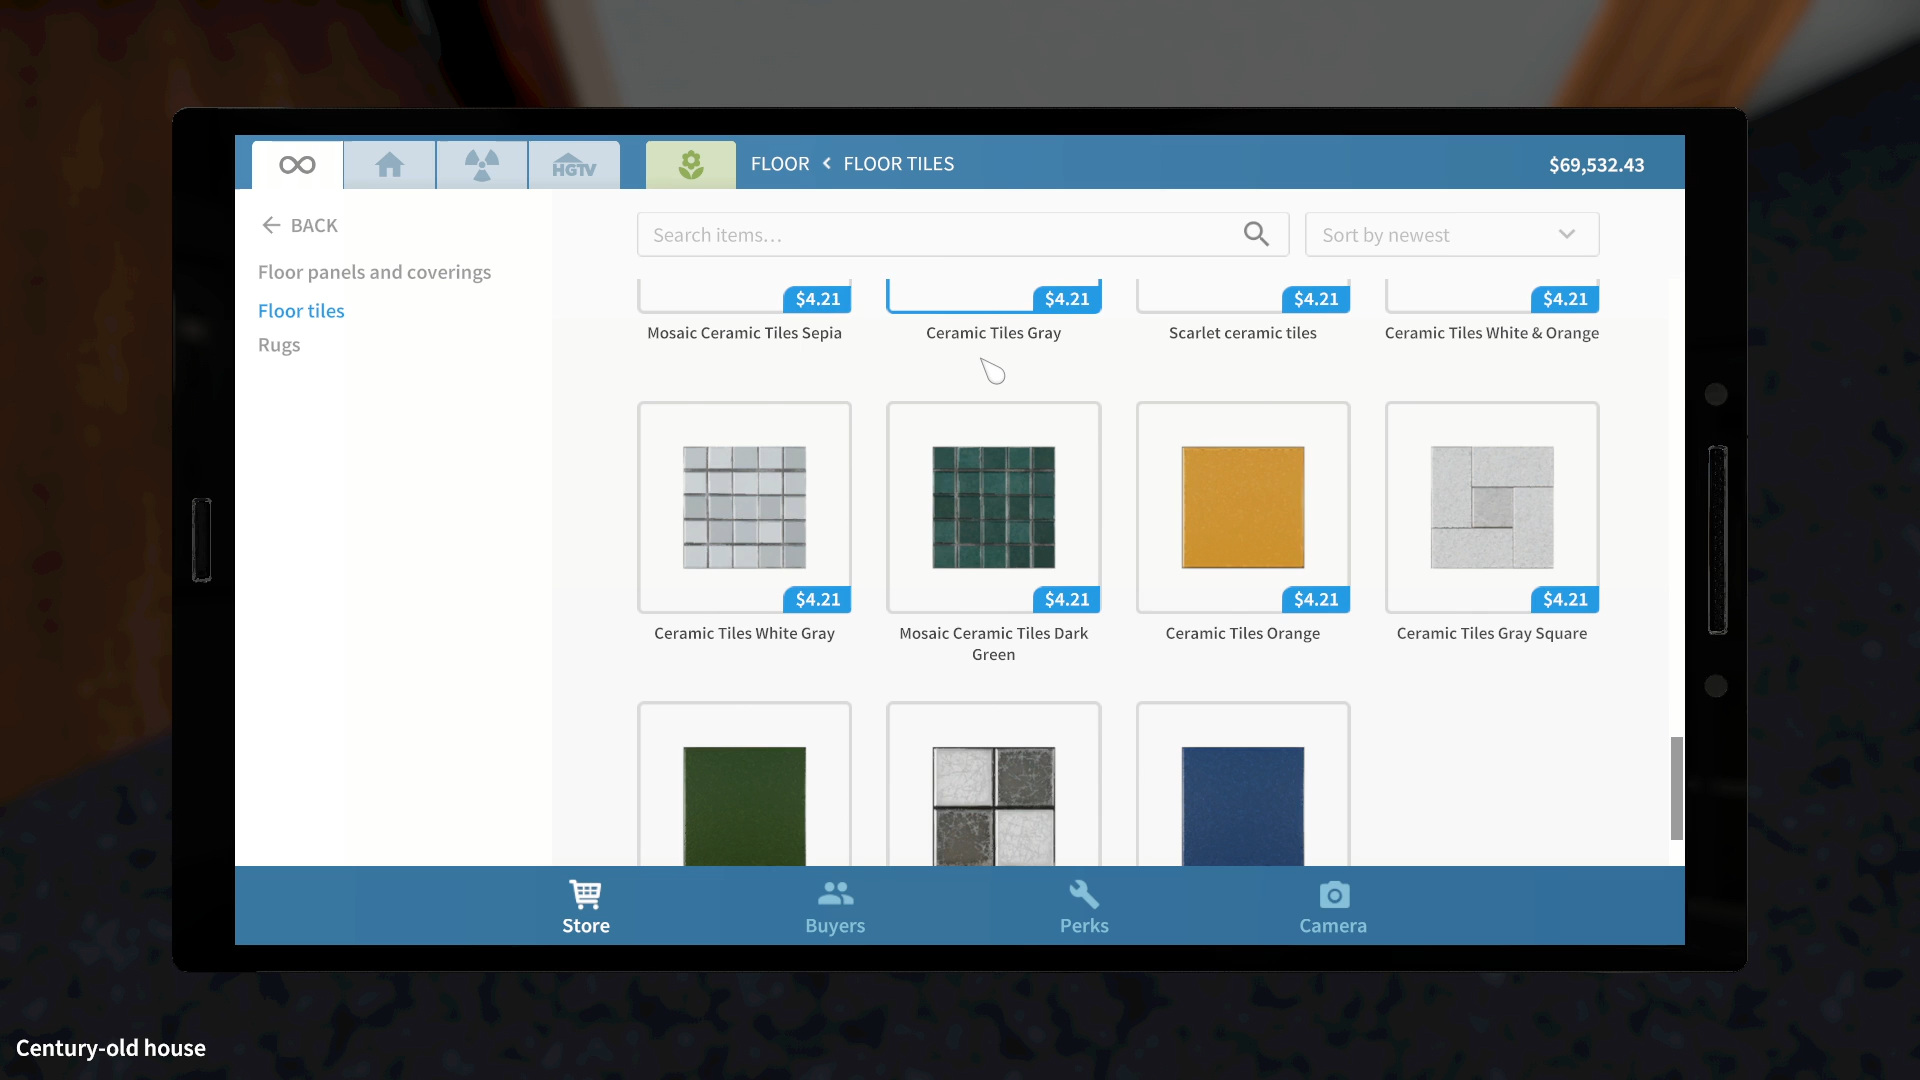 HGTV
FLOOR < FLOOR TILES
$69,532.43
BACK
Floor panels and coverings
Floor tiles
Rugs
Search items...
Sort by newest
$4.21
$4.21
$4.21
$4.21
Mosaic Ceramic Tiles Sepia
Ceramic Tiles Gray
Scarlet ceramic tiles
Ceramic Tiles White & Orange
$4.21
$4.21
$4.21
$4.21
Ceramic Tiles White Gray
Mosaic Ceramic Tiles Dark
Green
Ceramic Tiles Orange
Ceramic Tiles Gray Square
Store
Buyers
Perks
Camera
Century-old house